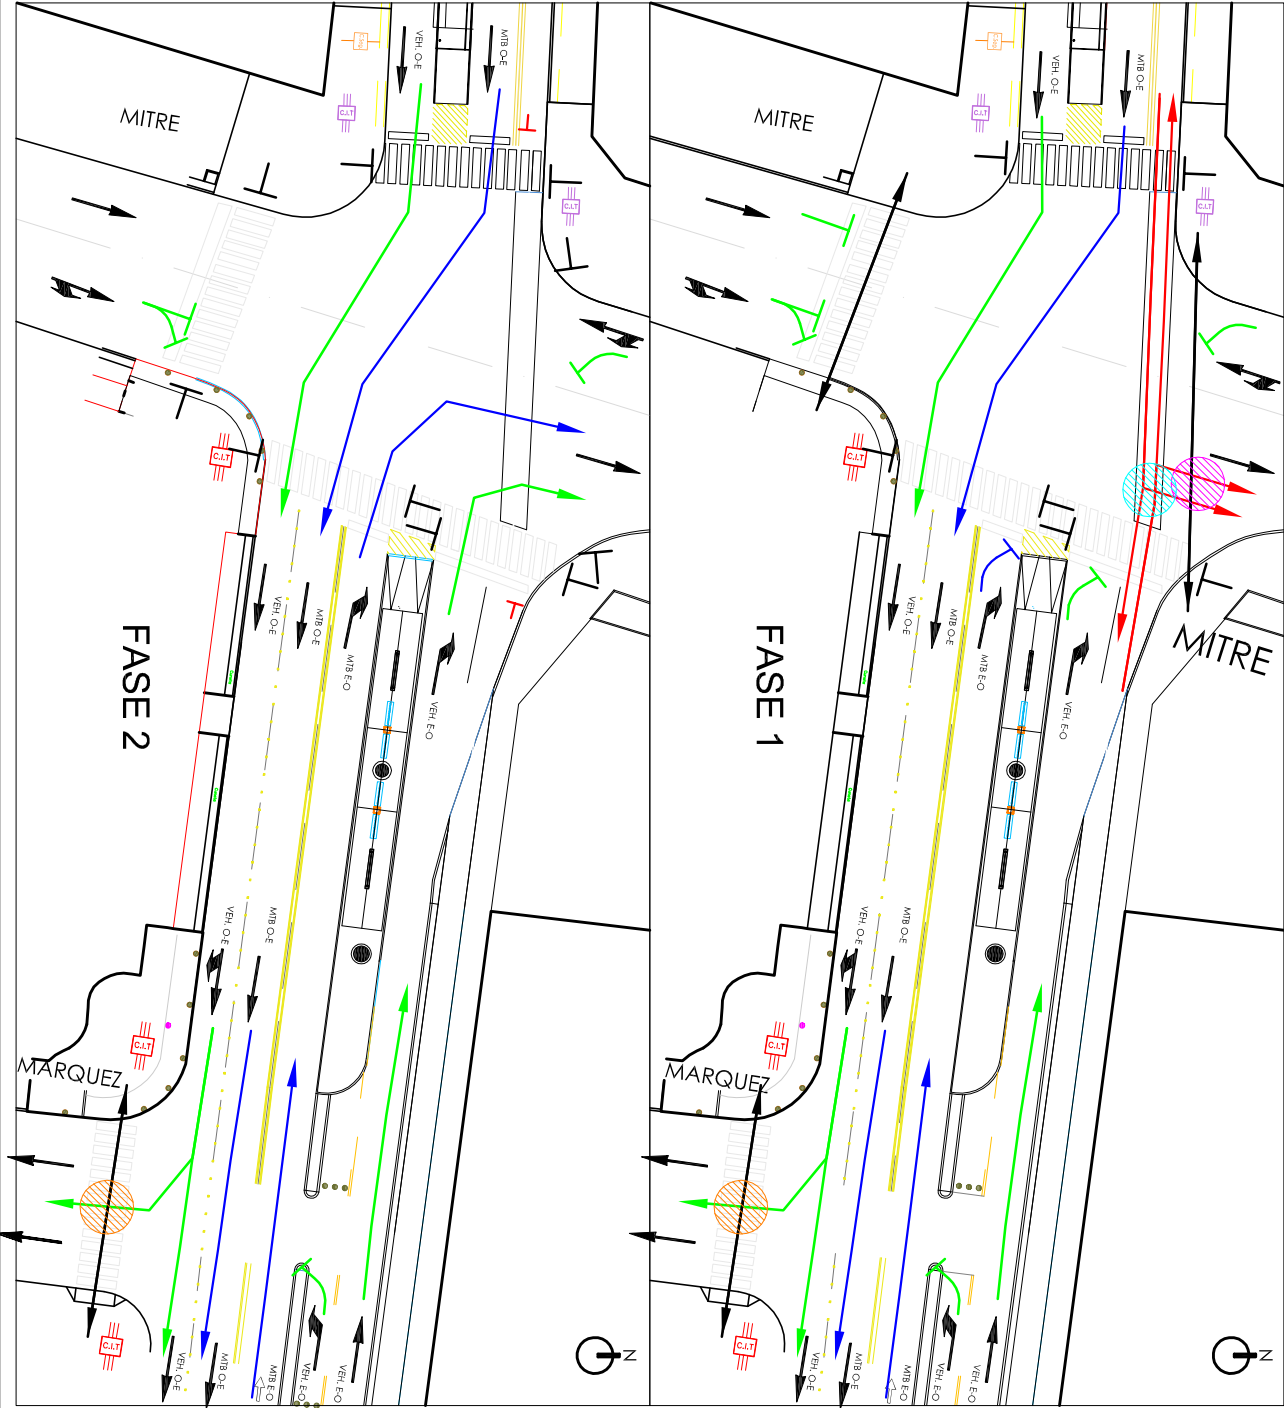 VEH. O-E
MTB O-E
C.I.T
MITRE
C.I.T
C.I.T
VEH. O-E
MTB O-E
MTB E-O
VEH. E-O
FASE 2
VEH. O-E
MTB O-E
C.I.T
MARQUEZ
C.I.T
VEH. O-E
MTB O-E
MTB E-O
VEH. E-O
VEH. E-O
N
VEH. O-E
MTB O-E
C.I.T
MITRE
C.I.T
C.I.T
VEH. O-E
MTB O-E
MTB E-O
VEH. E-O
MITRE
FASE 1
VEH. O-E
MTB O-E
C.I.T
MARQUEZ
C.I.T
VEH. O-E
MTB O-E
MTB E-O
VEH. E-O
VEH. E-O
N